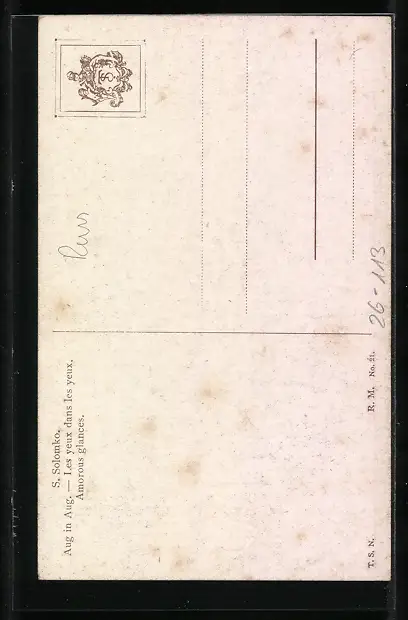 S. Solomko.
Aug in Aug. — Les yeux dans les yeux.
Amorous glances.
Russ
26-113
T. S. N.
R. M. No. 21.